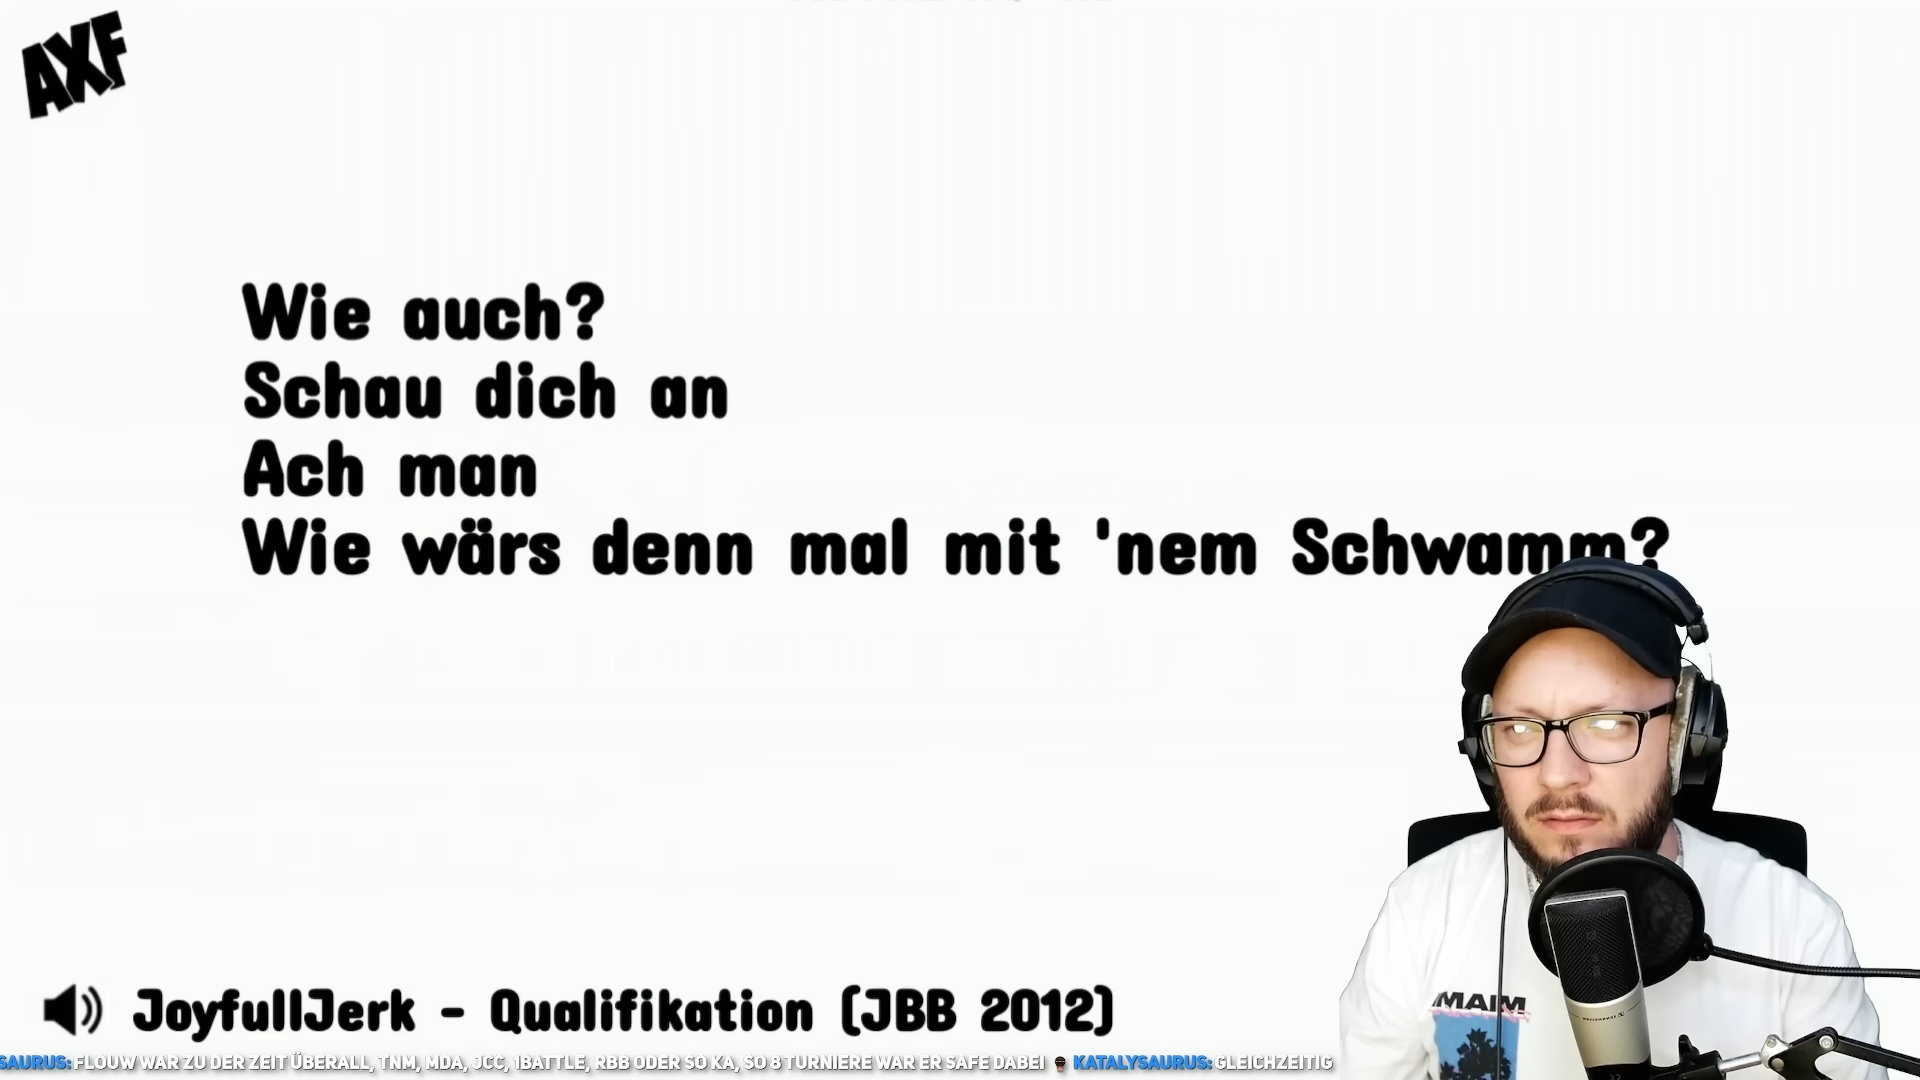 AXF
Wie auch?
Schau dich an
Ach man
Wie wärs denn mal mit 'nem Schwamm?
MAIM
JoyfullJerk - Qualifikation (JBB 2012)
SAURUS: FLOUW WAR ZU DER ZEIT ÜBERALL, TNM, MDA, JCC, 1BATTLE, RBB ODER SO KA, SO 8 TURNIERE WAR ER SAFE DABEI KATALYSAURUS: GLEICHZEITIG